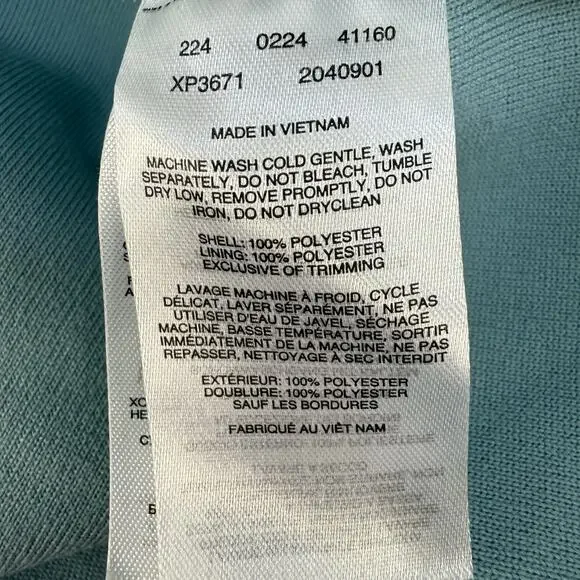 224 0224 41160
XP3671 2040901
MADE IN VIETNAM
MACHINE WASH COLD GENTLE, WASH
SEPARATELY, DO NOT BLEACH, TUMBLE
DRY LOW, REMOVE PROMPTLY, DO NOT
IRON, DO NOT DRYCLEAN
SHELL: 100% POLYESTER
LINING: 100% POLYESTER
EXCLUSIVE OF TRIMMING
LAVAGE MACHINE À FROID, CYCLE
DÉLICAT, LAVER SÉPARÉMENT, NE PAS
UTILISER D'EAU DE JAVEL, SÉCHAGE
MACHINE, BASSE TEMPÉRATURE, SORTIR
IMMÉDIATEMENT DE LA MACHINE, NE PAS
REPASSER, NETTOYAGE À SEC INTERDIT
EXTÉRIEUR: 100% POLYESTER
DOUBLURE: 100% POLYESTER
SAUF LES BORDURES
FABRIQUÉ AU VIÊT NAM